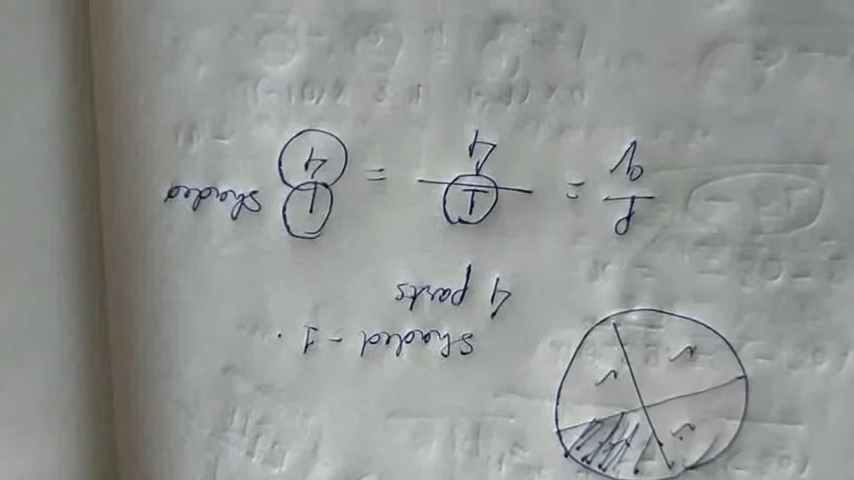 Shaded - 1.
4 parts
p/q = 1/4 = 1/4 Shaded